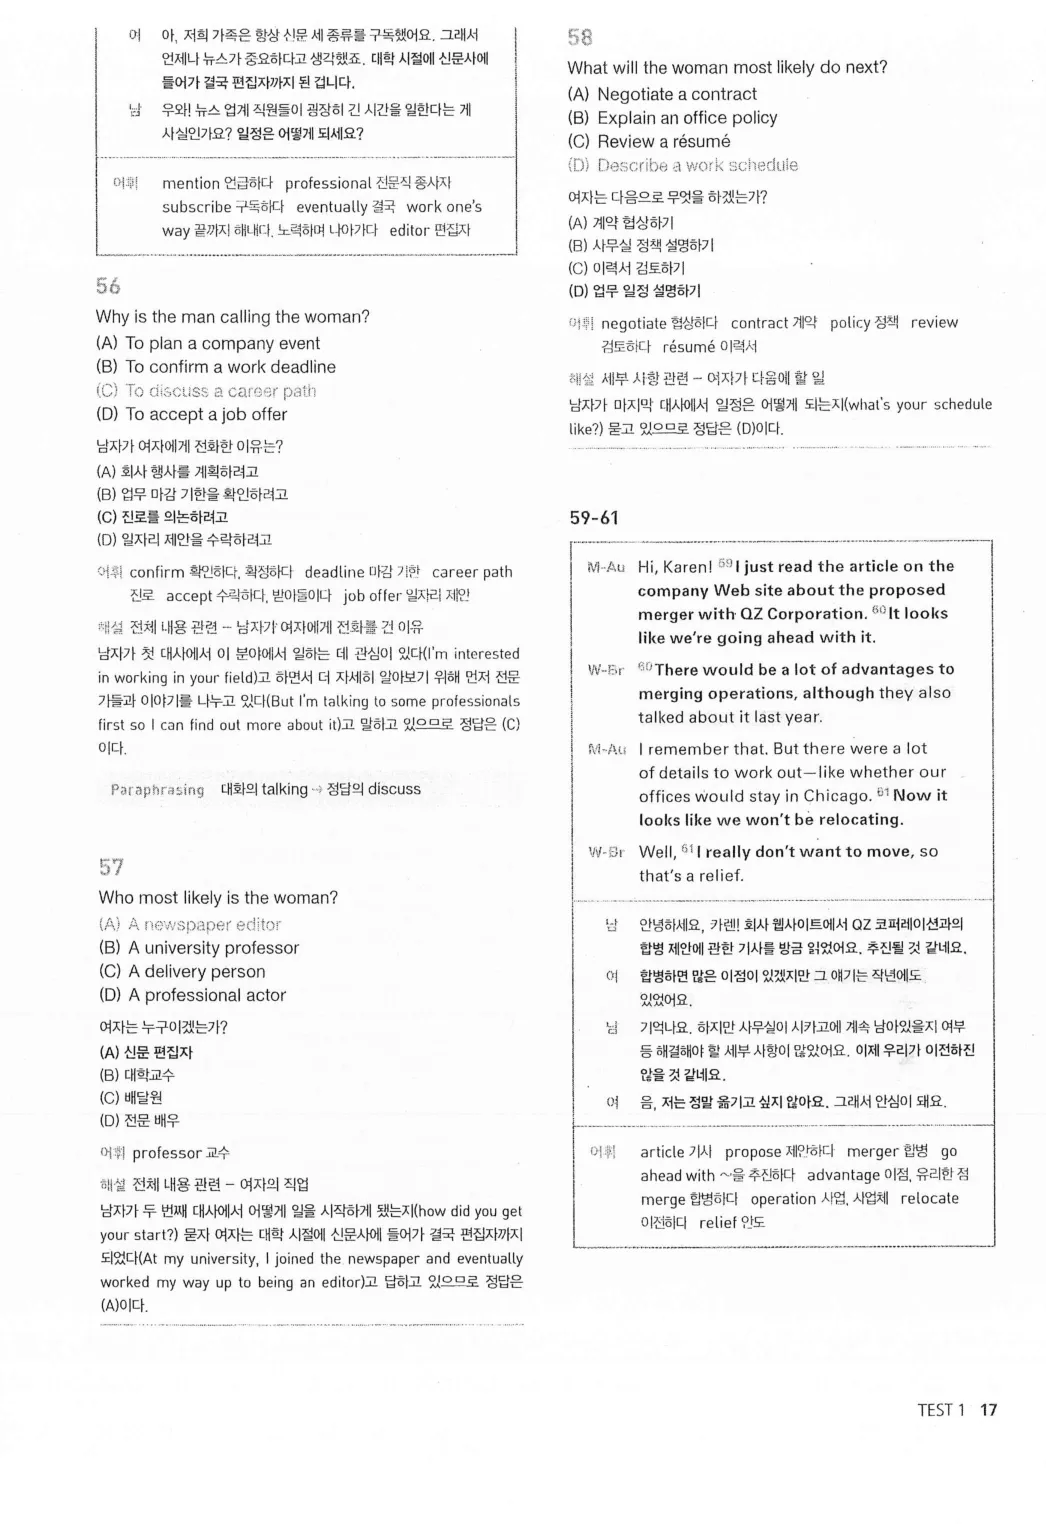 여 아, 저희 가족은 항상 신문 세 종류를 구독했어요. 그래서
언제나 뉴스가 중요하다고 생각했죠. 대학 시절에 신문사에
들어가 결국 편집자까지 된 겁니다.
남 우와! 뉴스 업계 직원들이 굉장히 긴 시간을 일한다는 게
사실인가요? 일정은 어떻게 되세요?
어휘 mention 언급하다 professional 전문직 종사자
subscribe 구독하다 eventually 결국 work one's
way 끝까지 해내다, 노력하며 나아가다 editor 편집자
56
Why is the man calling the woman?
(A) To plan a company event
(B) To confirm a work deadline
(C) To discuss a career path
(D) To accept a job offer
남자가 여자에게 전화한 이유는?
(A) 회사 행사를 계획하려고
(B) 업무 마감 기한을 확인하려고
(C) 진로를 의논하려고
(D) 일자리 제안을 수락하려고
어휘 confirm 확인하다, 확정하다 deadline 마감 기한 career path
진로 accept 수락하다, 받아들이다 job offer 일자리 제안
해설 전체 내용 관련 - 남자가 여자에게 전화를 건 이유
남자가 첫 대사에서 이 분야에서 일하는 데 관심이 있다(I'm interested
in working in your field)고 하면서 더 자세히 알아보기 위해 먼저 전문
가들과 이야기를 나누고 있다(But I'm talking to some professionals
first so I can find out more about it)고 말하고 있으므로 정답은 (C)
이다.
Paraphrasing 대화의 talking → 정답의 discuss
57
Who most likely is the woman?
(A) A newspaper editor
(B) A university professor
(C) A delivery person
(D) A professional actor
여자는 누구이겠는가?
(A) 신문 편집자
(B) 대학교수
(C) 배달원
(D) 전문 배우
어휘 professor 교수
해설 전체 내용 관련 - 여자의 직업
남자가 두 번째 대사에서 어떻게 일을 시작하게 됐는지(how did you get
your start?) 묻자 여자는 대학 시절에 신문사에 들어가 결국 편집자까지
되었다(At my university, I joined the newspaper and eventually
worked my way up to being an editor)고 답하고 있으므로 정답은
(A)이다.
58
What will the woman most likely do next?
(A) Negotiate a contract
(B) Explain an office policy
(C) Review a résumé
(D) Describe a work schedule
여자는 다음으로 무엇을 하겠는가?
(A) 계약 협상하기
(B) 사무실 정책 설명하기
(C) 이력서 검토하기
(D) 업무 일정 설명하기
어휘 negotiate 협상하다 contract 계약 policy 정책 review
검토하다 résumé 이력서
해설 세부 사항 관련 - 여자가 다음에 할 일
남자가 마지막 대사에서 일정은 어떻게 되는지(what's your schedule
like?) 묻고 있으므로 정답은 (D)이다.
59-61
M-Au Hi, Karen! 59 I just read the article on the
company Web site about the proposed
merger with QZ Corporation. 60 It looks
like we're going ahead with it.
W-Br 60 There would be a lot of advantages to
merging operations, although they also
talked about it last year.
M-Au I remember that. But there were a lot
of details to work out—like whether our
offices would stay in Chicago. 61 Now it
looks like we won't be relocating.
W-Br Well, 61 I really don't want to move, so
that's a relief.
남 안녕하세요, 카렌! 회사 웹사이트에서 QZ 코퍼레이션과의
합병 제안에 관한 기사를 방금 읽었어요. 추진될 것 같네요.
여 합병하면 많은 이점이 있겠지만 그 얘기는 작년에도
있었어요.
남 기억나요. 하지만 사무실이 시카고에 계속 남아있을지 여부
등 해결해야 할 세부 사항이 많았어요. 이제 우리가 이전하진
않을 것 같네요.
여 음, 저는 정말 옮기고 싶지 않아요. 그래서 안심이 돼요.
어휘 article 기사 propose 제안하다 merger 합병 go
ahead with ~을 추진하다 advantage 이점, 유리한 점
merge 합병하다 operation 사업, 사업체 relocate
이전하다 relief 안도
TEST 1 17